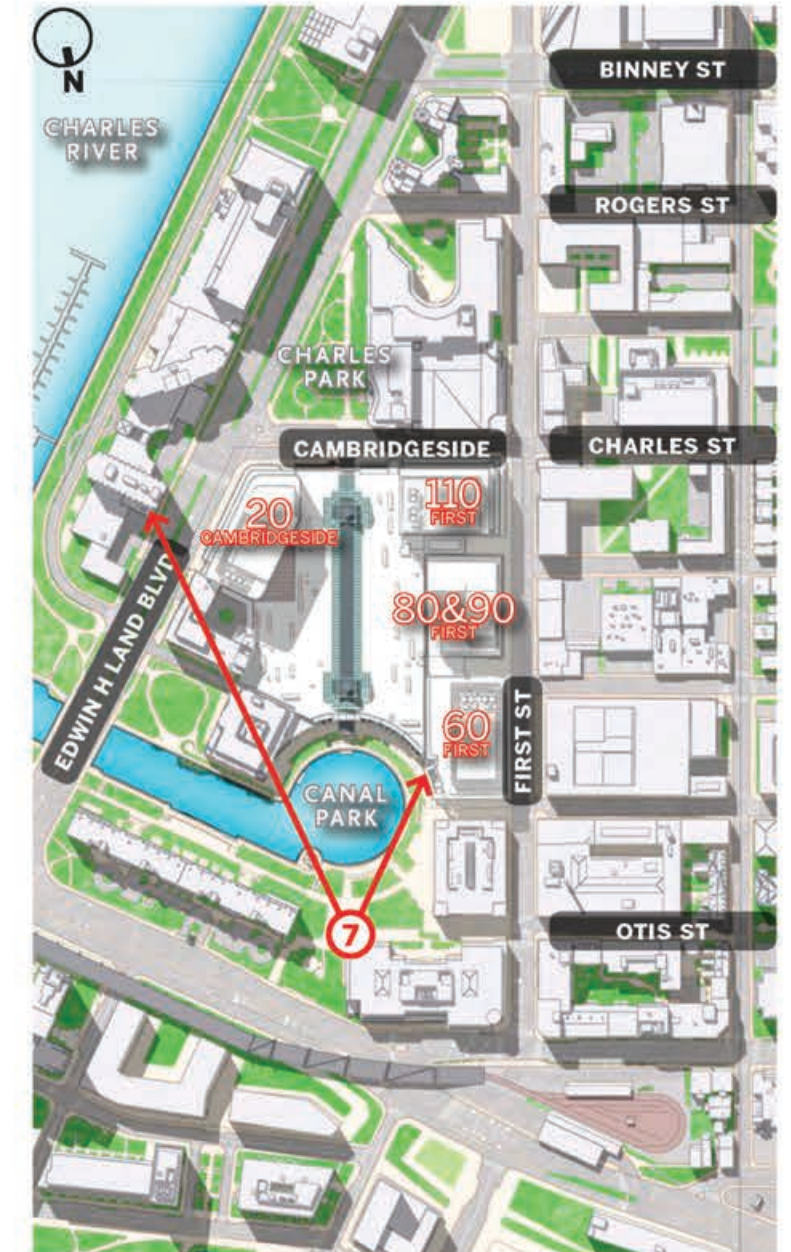 N
CHARLES
RIVER
BINNEY ST
ROGERS ST
CHARLES
PARK
CAMBRIDGESIDE
CHARLES ST
20
CAMBRIDGESIDE
110
FIRST
80&90
FIRST
EDWIN H LAND BLVD
60
FIRST
FIRST ST
CANAL
PARK
7
OTIS ST